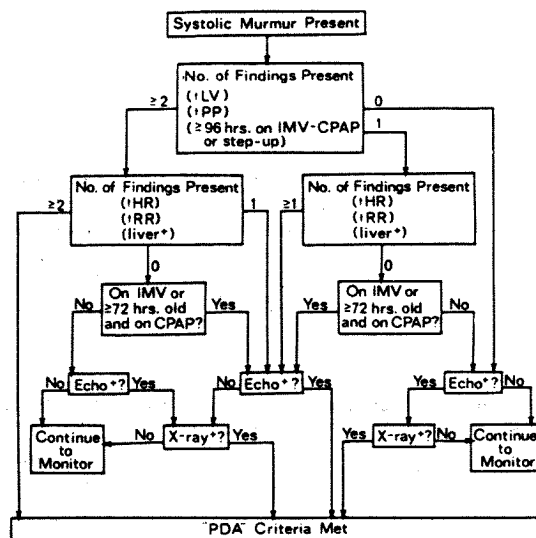 Systolic Murmur Present
No. of Findings Present
(↑LV)
(↑PP)
(≥96 hrs. on IMV-CPAP
or step-up)
≥2
0
1
No. of Findings Present
(↑HR)
(↑RR)
(liver⁺)
≥2
1
0
No. of Findings Present
(↑HR)
(↑RR)
(liver⁺)
≥1
0
On IMV or
≥72 hrs. old
and on CPAP?
No
Yes
On IMV or
≥72 hrs. old
and on CPAP?
Yes
No
Echo⁺?
No
Yes
Echo⁺?
No
Yes
Echo⁺?
Yes
No
Continue
to
Monitor
X-ray⁺?
No
Yes
X-ray⁺?
Yes
No
Continue
to
Monitor
"PDA" Criteria Met